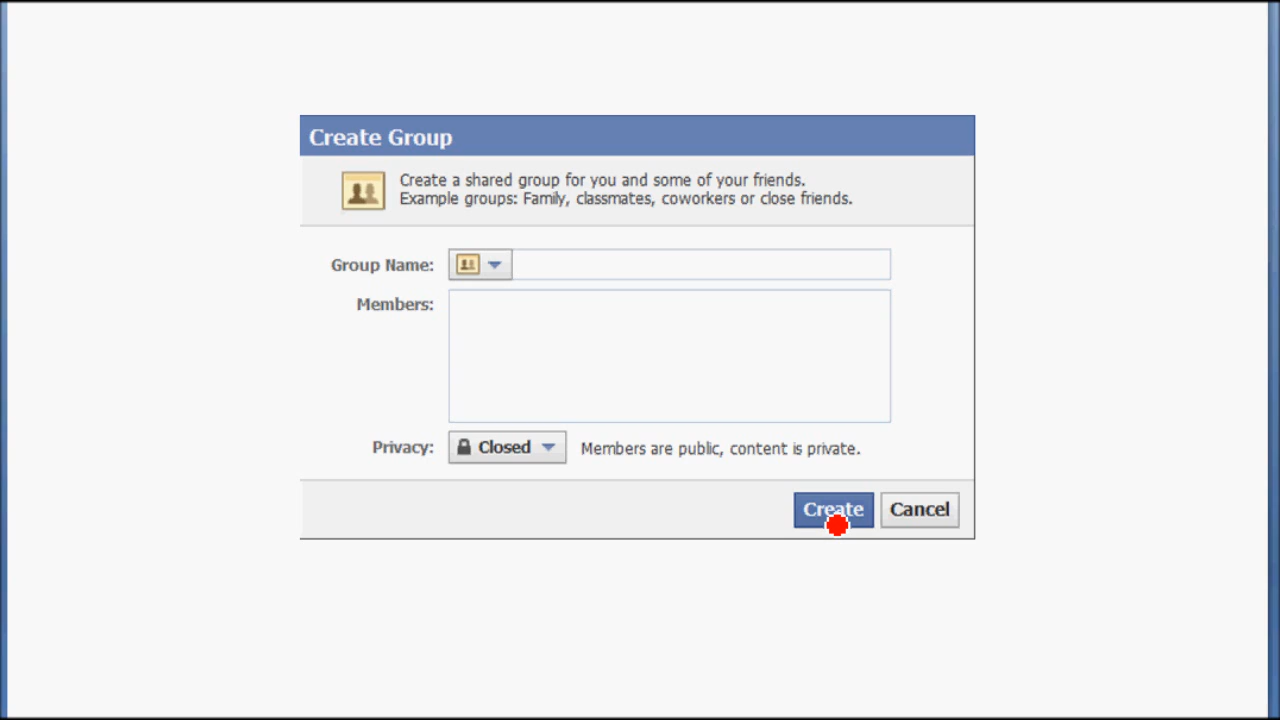 Create Group
Create a shared group for you and some of your friends.
Example groups: Family, classmates, coworkers or close friends.
Group Name:
Members:
Privacy: Closed Members are public, content is private.
Create Cancel